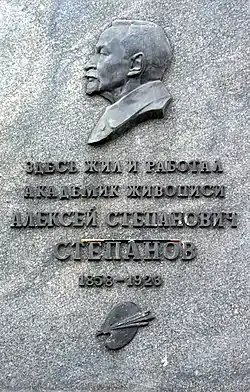 ЗДЕСЬ ЖИЛ И РАБОТАЛ
АКАДЕМИК ЖИВОПИСИ
АЛЕКСЕЙ СТЕПАНОВИЧ
СТЕПАНОВ
1858–1923